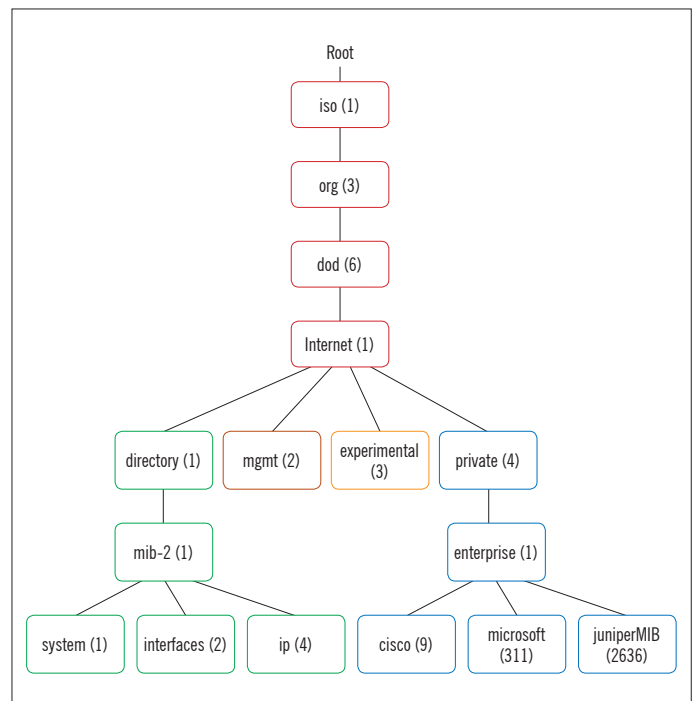 Root
iso (1)
org (3)
dod (6)
Internet (1)
directory (1)
mgmt (2)
experimental
(3)
private (4)
mib-2 (1)
enterprise (1)
system (1)
interfaces (2)
ip (4)
cisco (9)
microsoft
(311)
juniperMIB
(2636)